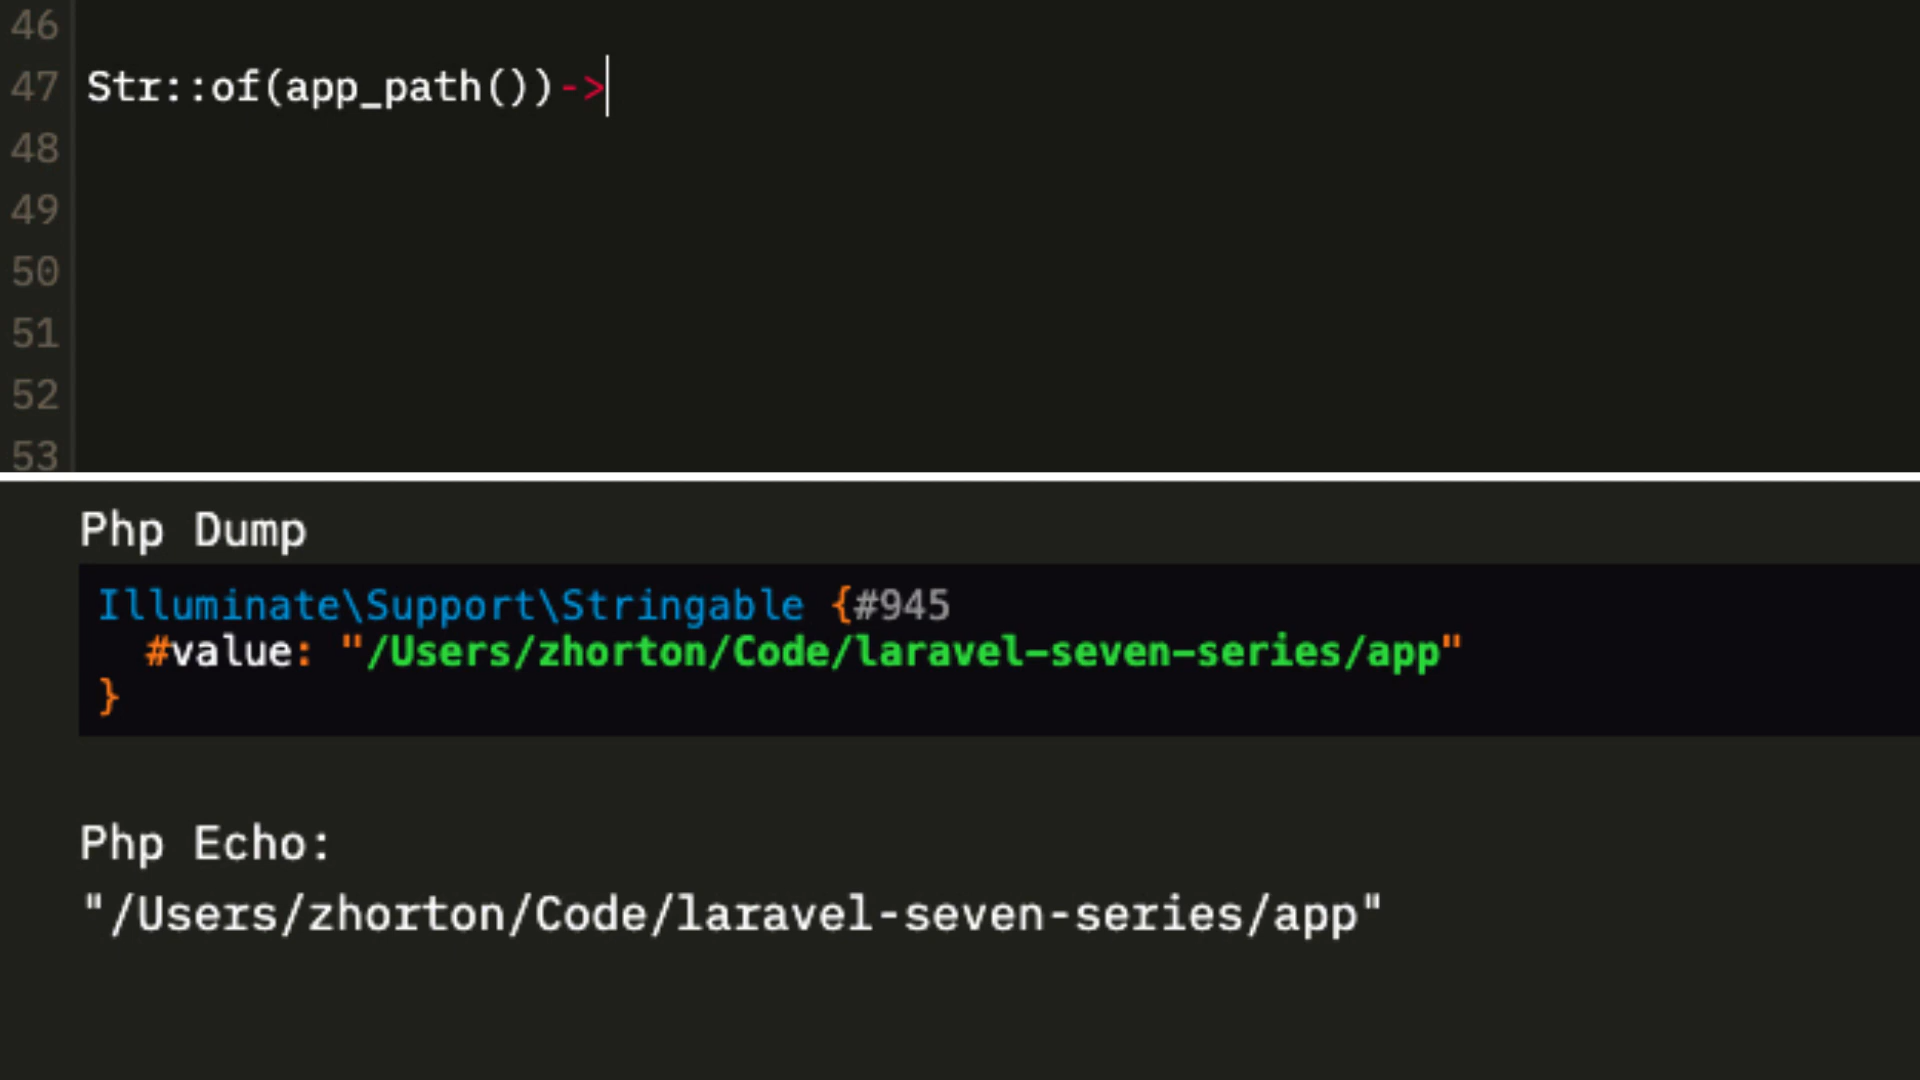 46
47 Str::of(app_path())->
48
49
50
51
52
53
Php Dump
Illuminate\Support\Stringable {#945
#value: "/Users/zhorton/Code/laravel-seven-series/app"
}
Php Echo:
"/Users/zhorton/Code/laravel-seven-series/app"